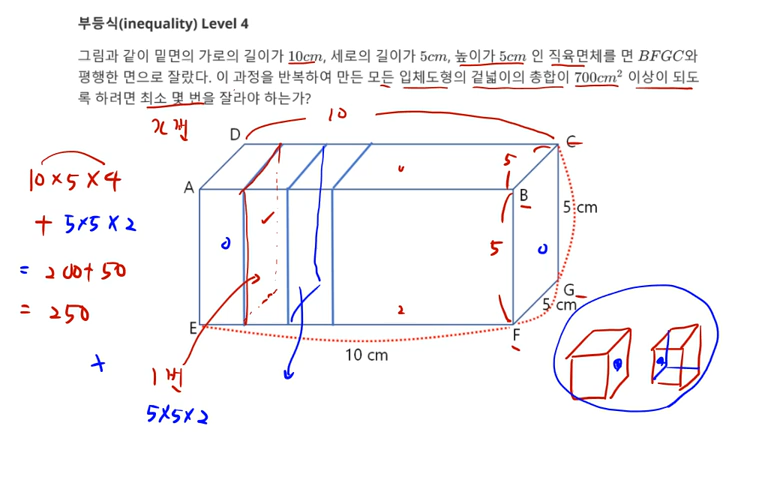 부등식(inequality) Level 4
그림과 같이 밑면의 가로의 길이가 10cm, 세로의 길이가 5cm, 높이가 5cm 인 직육면체를 면 BFGC와
평행한 면으로 잘랐다. 이 과정을 반복하여 만든 모든 입체도형의 겉넓이의 총합이 700cm² 이상이 되도
록 하려면 최소 몇 번을 잘라야 하는가?
x번
10
D
C
10×5×4
5
A
B
5 cm
+ 5×5×2
5
= 200+50
G
5 cm
= 250
2
E
F
10 cm
+
1번
5×5×2